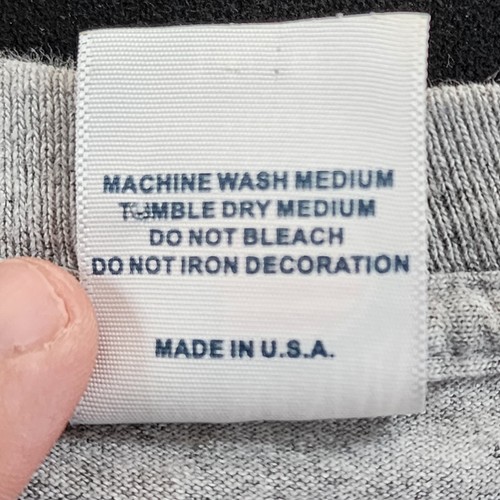 MACHINE WASH MEDIUM
TUMBLE DRY MEDIUM
DO NOT BLEACH
DO NOT IRON DECORATION
MADE IN U.S.A.